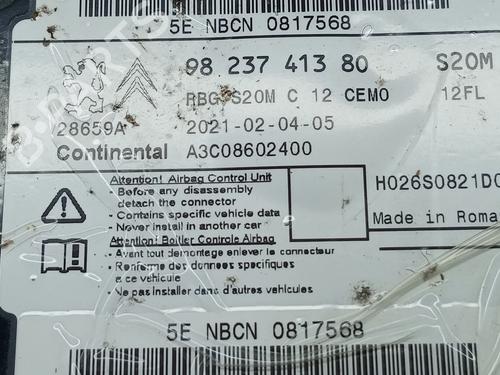 5E NBCN 0817568
98 237 413 80 S20M
RBG S20M C 12 CEMO 12FL
28659A 2021-02-04-05
Continental A3C08602400
Attention! Airbag Control Unit
- Before any disassembly
detach the connector
- Contains specific vehicle data
- Never install in another car
H026S0821D0
Made in Roma
Attention! Boitier Controle Airbag
- Avant tout demontage enlever le connecteur
- Renferme des donnees specifiques
a ce vehicule
- Ne pas installer dans d'autres vehicules
5E NBCN 0817568